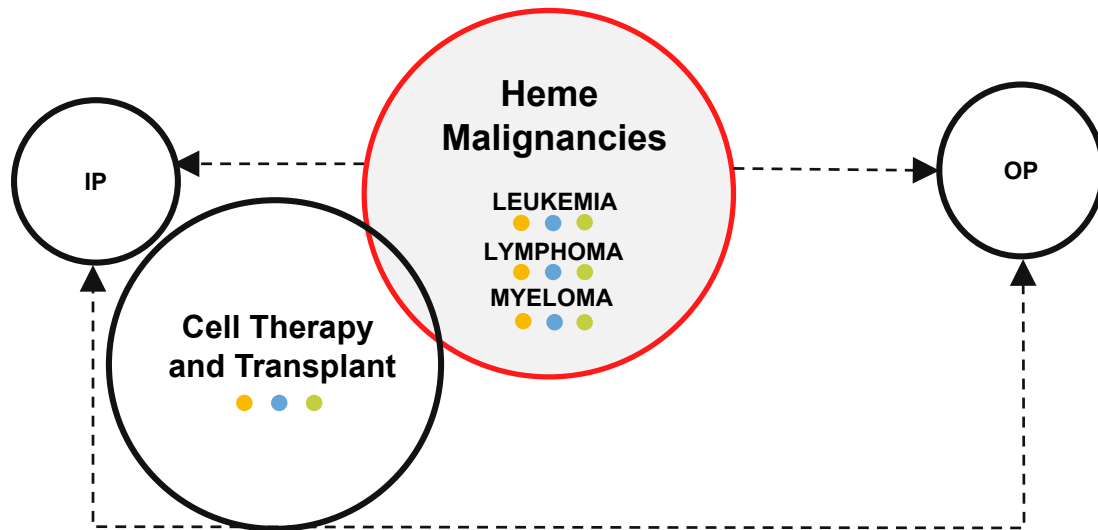 Heme
Malignancies
IP
OP
LEUKEMIA
LYMPHOMA
MYELOMA
Cell Therapy
and Transplant